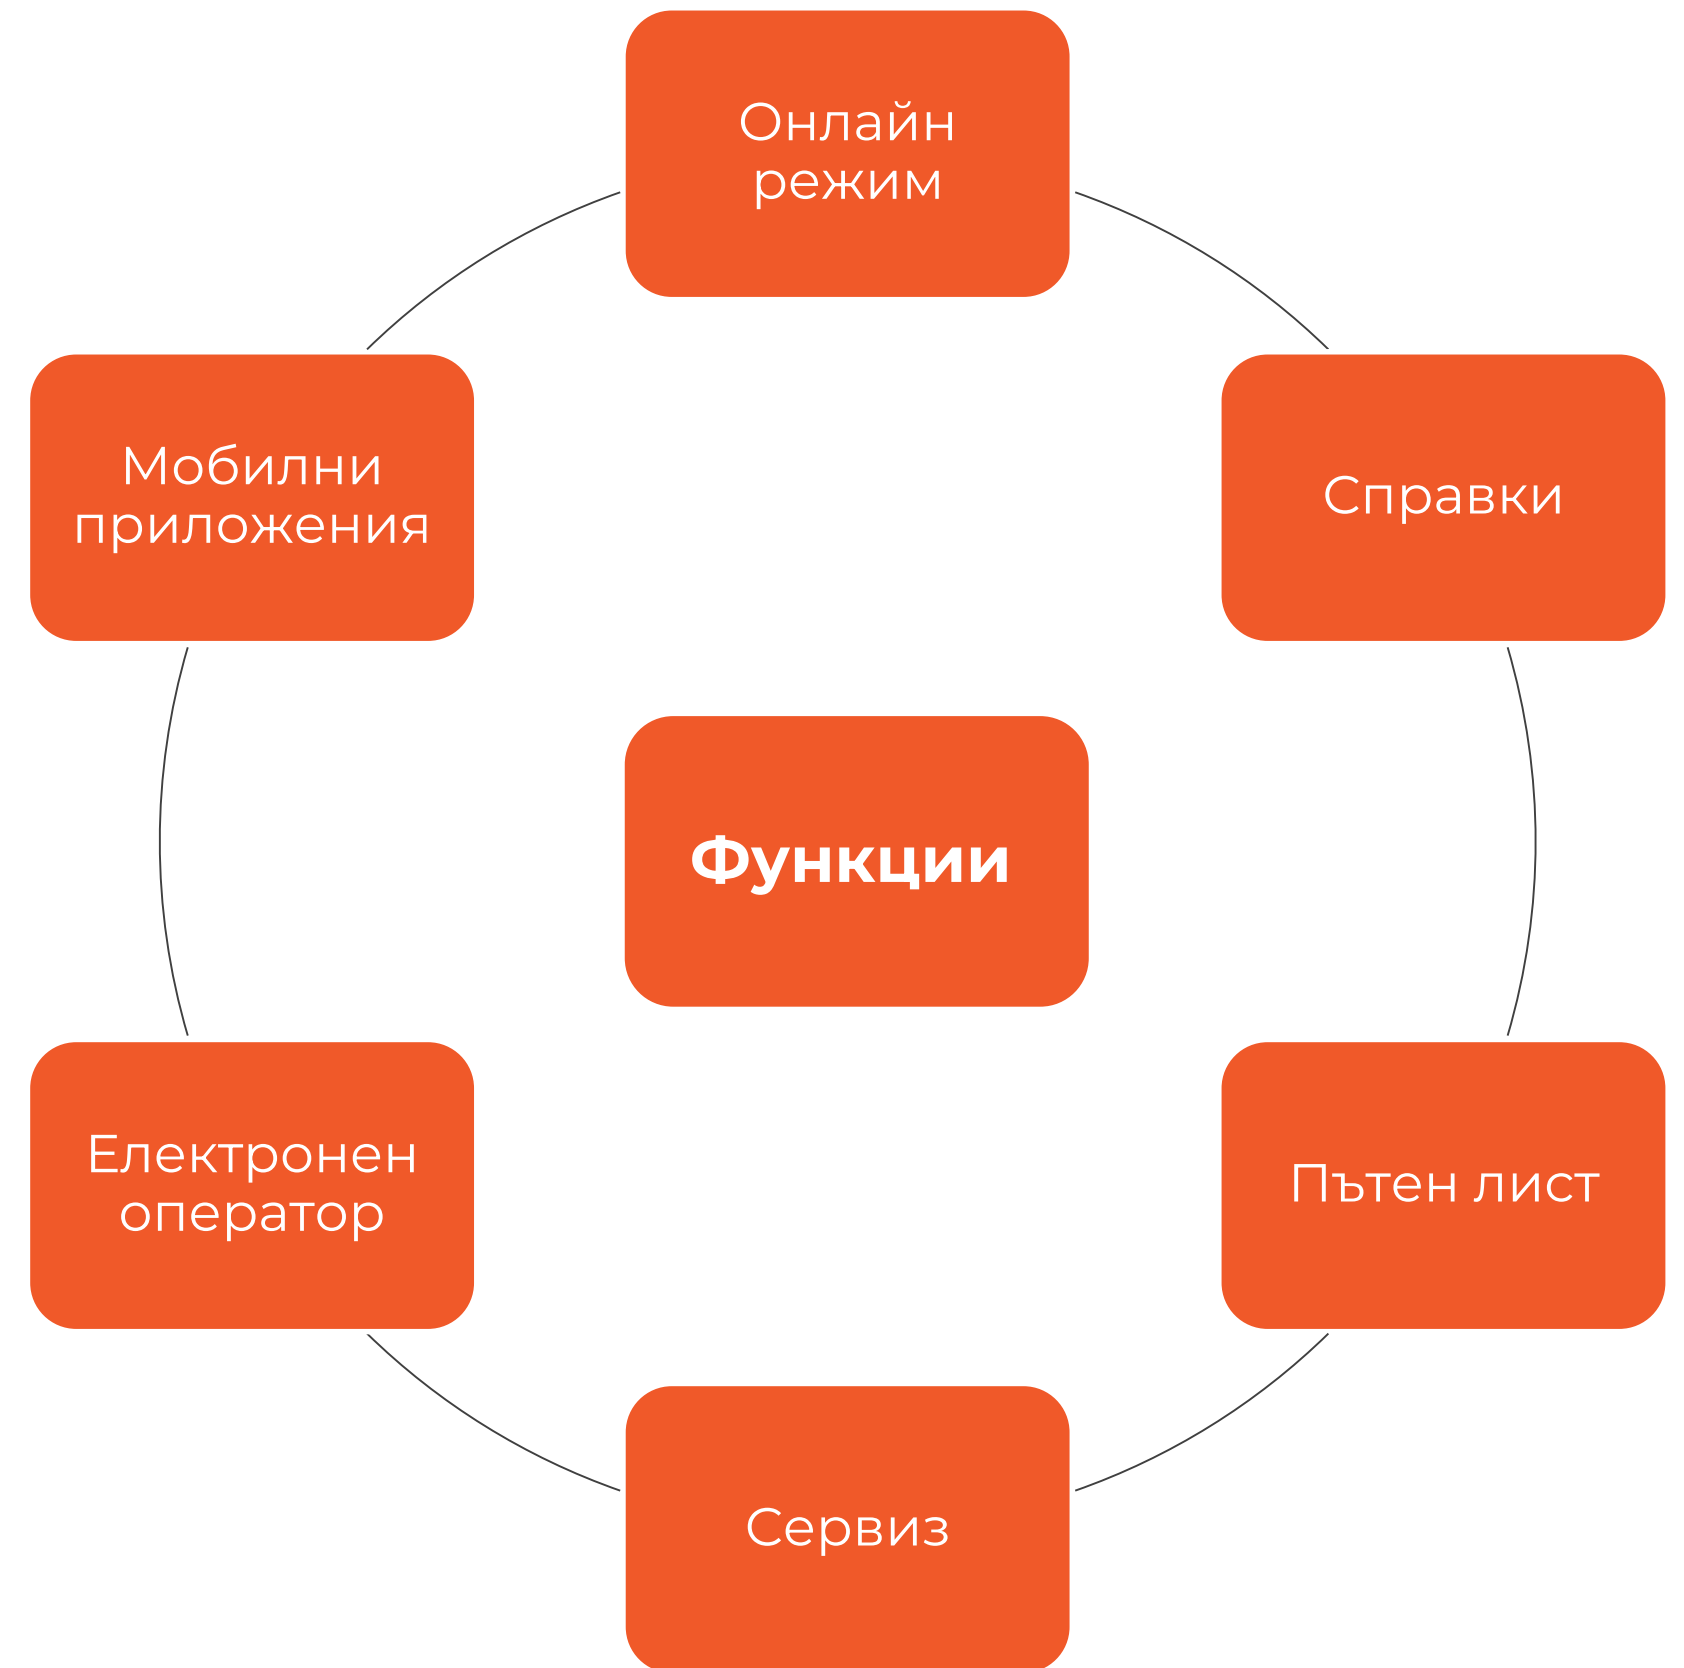 Онлайн
режим
Мобилни
приложения
Справки
Функции
Електронен
оператор
Пътен лист
Сервиз